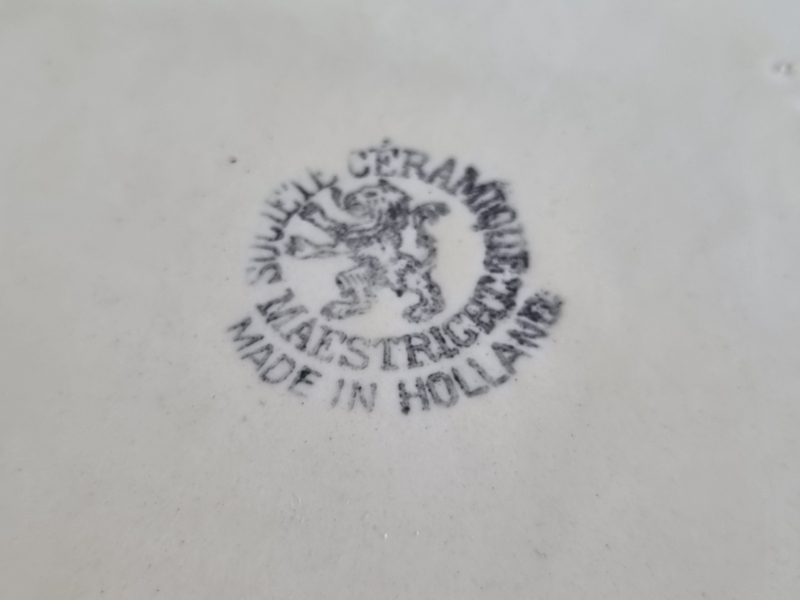 SOCIÉTÉ CÉRAMIQUE
MAESTRICHT
MADE IN HOLLAND